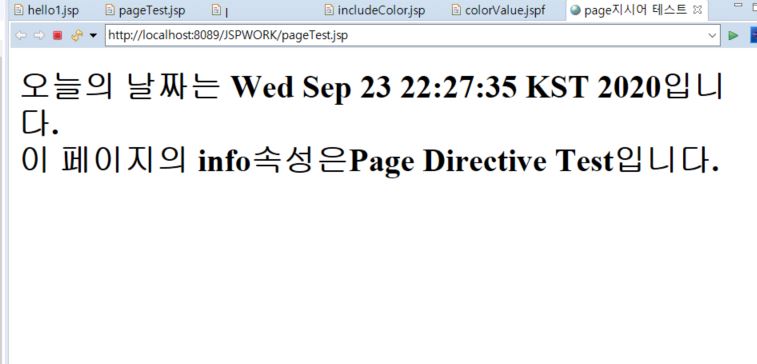 hello1.jsp pageTest.jsp includeColor.jsp colorValue.jspf page지시어 테스트
http://localhost:8089/JSPWORK/pageTest.jsp
오늘의 날짜는 Wed Sep 23 22:27:35 KST 2020입니
다.
이 페이지의 info속성은Page Directive Test입니다.